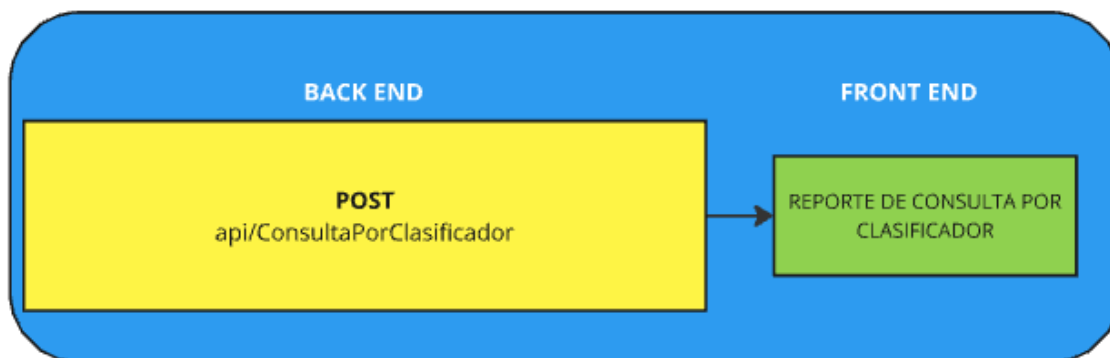 BACK END
FRONT END
POST
api/ConsultaPorClasificador
REPORTE DE CONSULTA POR
CLASIFICADOR